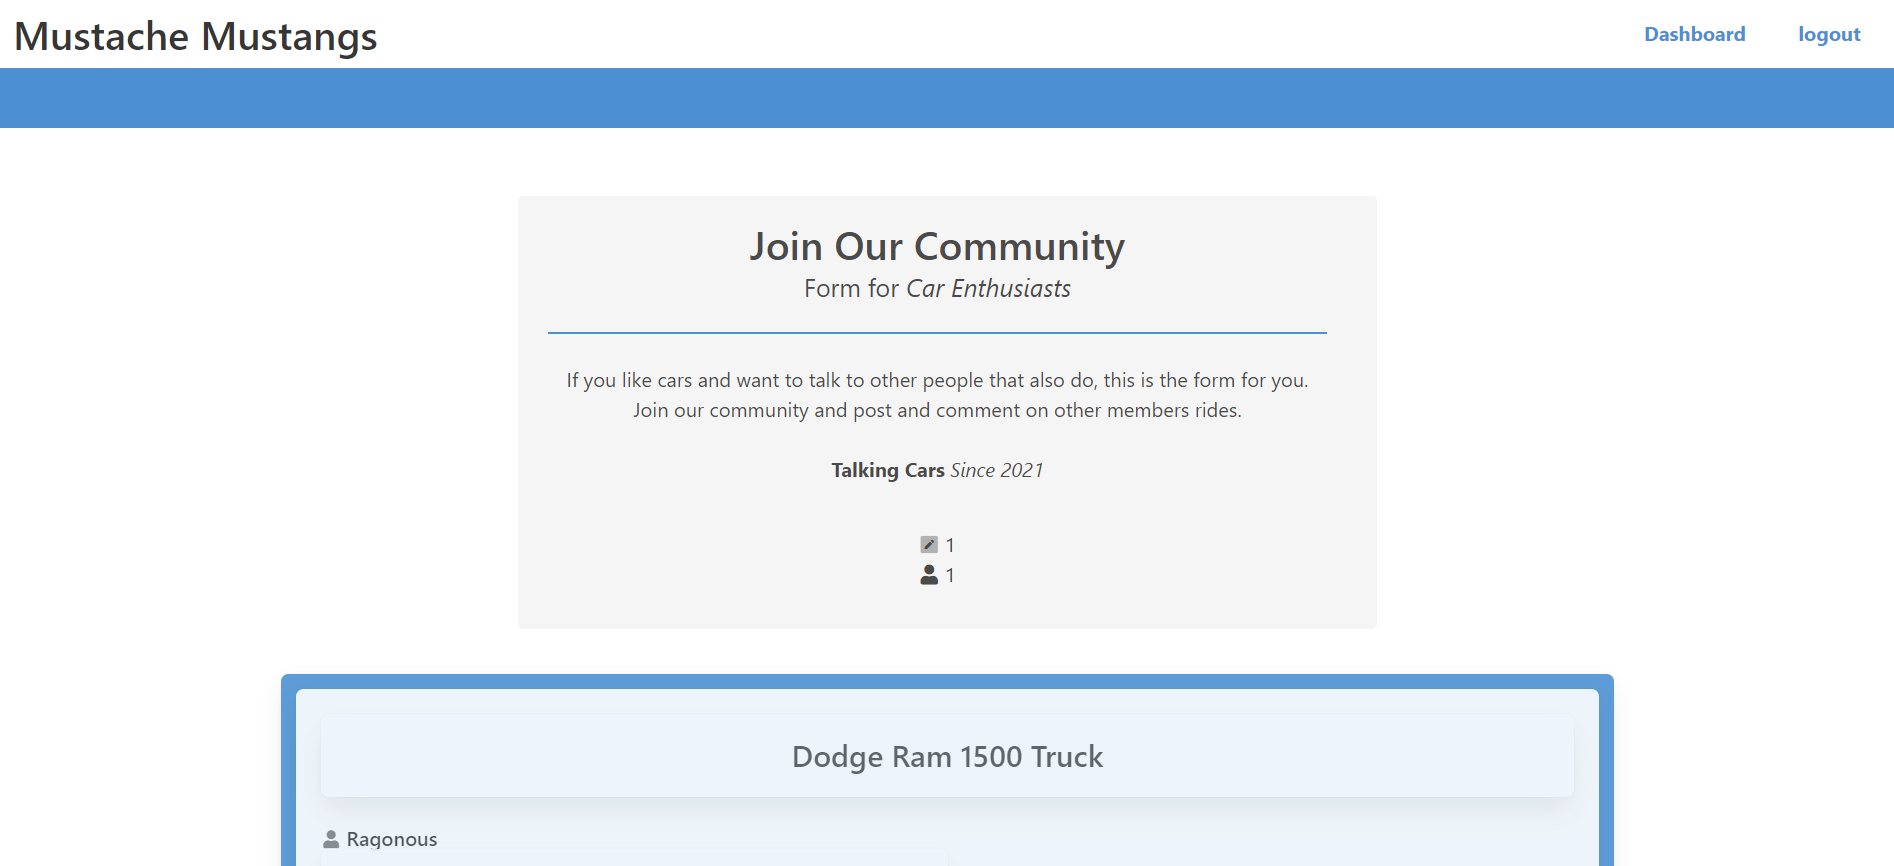 Mustache Mustangs
Dashboard logout
Join Our Community
Form for Car Enthusiasts
If you like cars and want to talk to other people that also do, this is the form for you.
Join our community and post and comment on other members rides.
Talking Cars Since 2021
1
1
Dodge Ram 1500 Truck
Ragonous